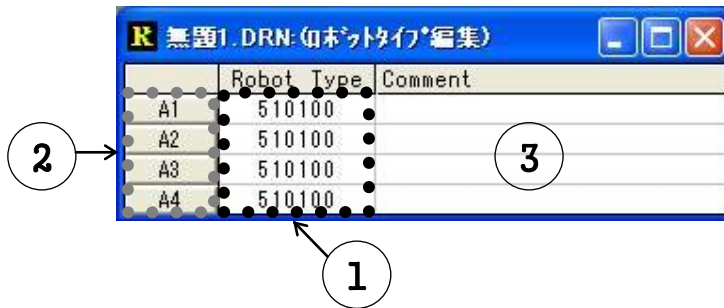 R 無題1.DRN:(ﾛﾎﾞｯﾄﾀｲﾌﾟ編集)
Robot Type Comment
A1 510100
A2 510100
A3 510100
A4 510100
2
3
1